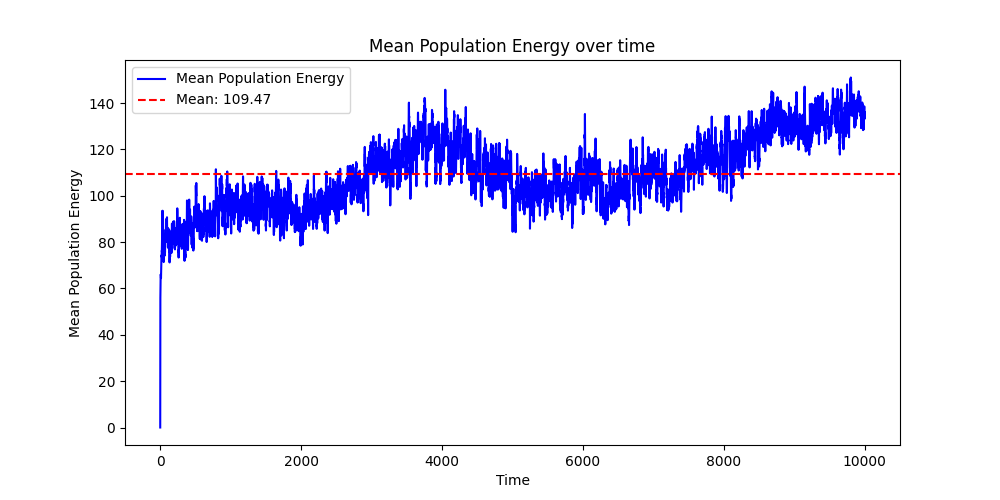 Mean Population Energy over time
Mean Population Energy
Mean: 109.47
140
120
100
80
60
40
20
0
Mean Population Energy
0 2000 4000 6000 8000 10000
Time